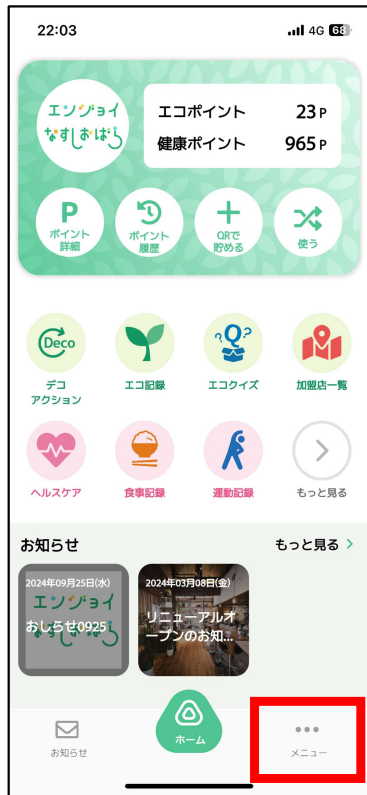 22:03
4G 68
エンジョイ
なすしおばら
エコポイント 23 P
健康ポイント 965 P
P
ポイント
詳細
ポイント
履歴
QRで
貯める
使う
Deco
デコ
アクション
エコ記録
?Q?
エコクイズ
加盟店一覧
ヘルスケア
食事記録
運動記録
もっと見る
お知らせ
もっと見る
2024年09月25日(水)
エンジョイ
おしらせ0925
なすしおばら
2024年03月08日(金)
リニューアルオ
ープンのお知...
お知らせ
ホーム
メニュー